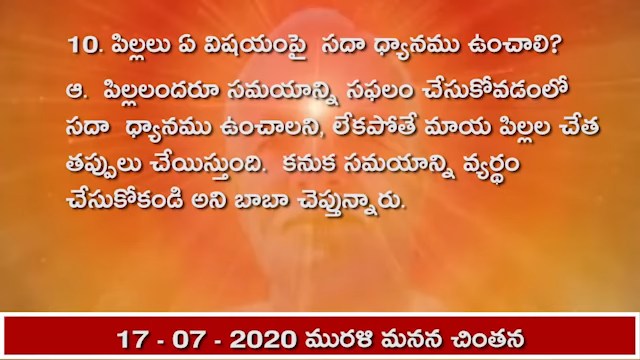 10. పిల్లలు ఏ విషయంపై సదా ధ్యానము ఉంచాలి?
ఆ. పిల్లలందరూ సమయాన్ని సఫలం చేసుకోవడంలో
సదా ధ్యానము ఉంచాలని, లేకపోతే మాయ పిల్లల చేత
తప్పులు చేయిస్తుంది. కనుక సమయాన్ని వ్యర్థం
చేసుకోకండి అని బాబా చెప్తున్నారు.
17 - 07 - 2020 మురళి మనన చింతన